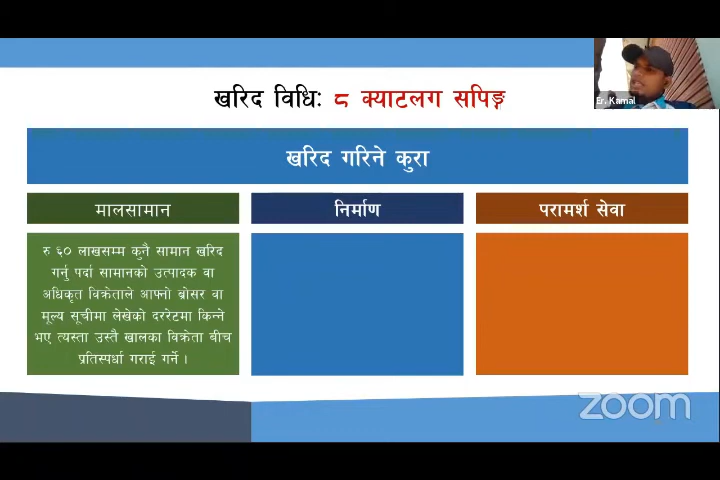 खरिद विधिः ८ क्याटलग सपिङ्ग
Er. Kamal
खरिद गरिने कुरा
मालसामान
निर्माण
परामर्श सेवा
रु ६० लाखसम्म कुनै सामान खरिद
गर्नु पर्दा सामानको उत्पादक वा
अधिकृत विक्रेताले आफ्नो ब्रोसर वा
मूल्य सूचीमा लेखेको दररेटमा किन्ने
भए त्यस्ता उस्तै खालका विक्रेता बीच
प्रतिस्पर्धा गराई गर्ने ।
zoom